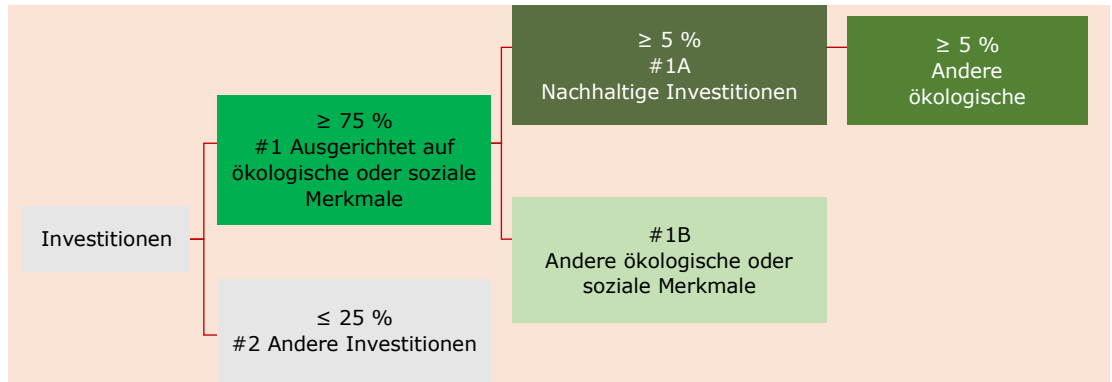 Investitionen
≥ 75 %
#1 Ausgerichtet auf
ökologische oder soziale
Merkmale
≤ 25 %
#2 Andere Investitionen
≥ 5 %
#1A
Nachhaltige Investitionen
#1B
Andere ökologische oder
soziale Merkmale
≥ 5 %
Andere
ökologische